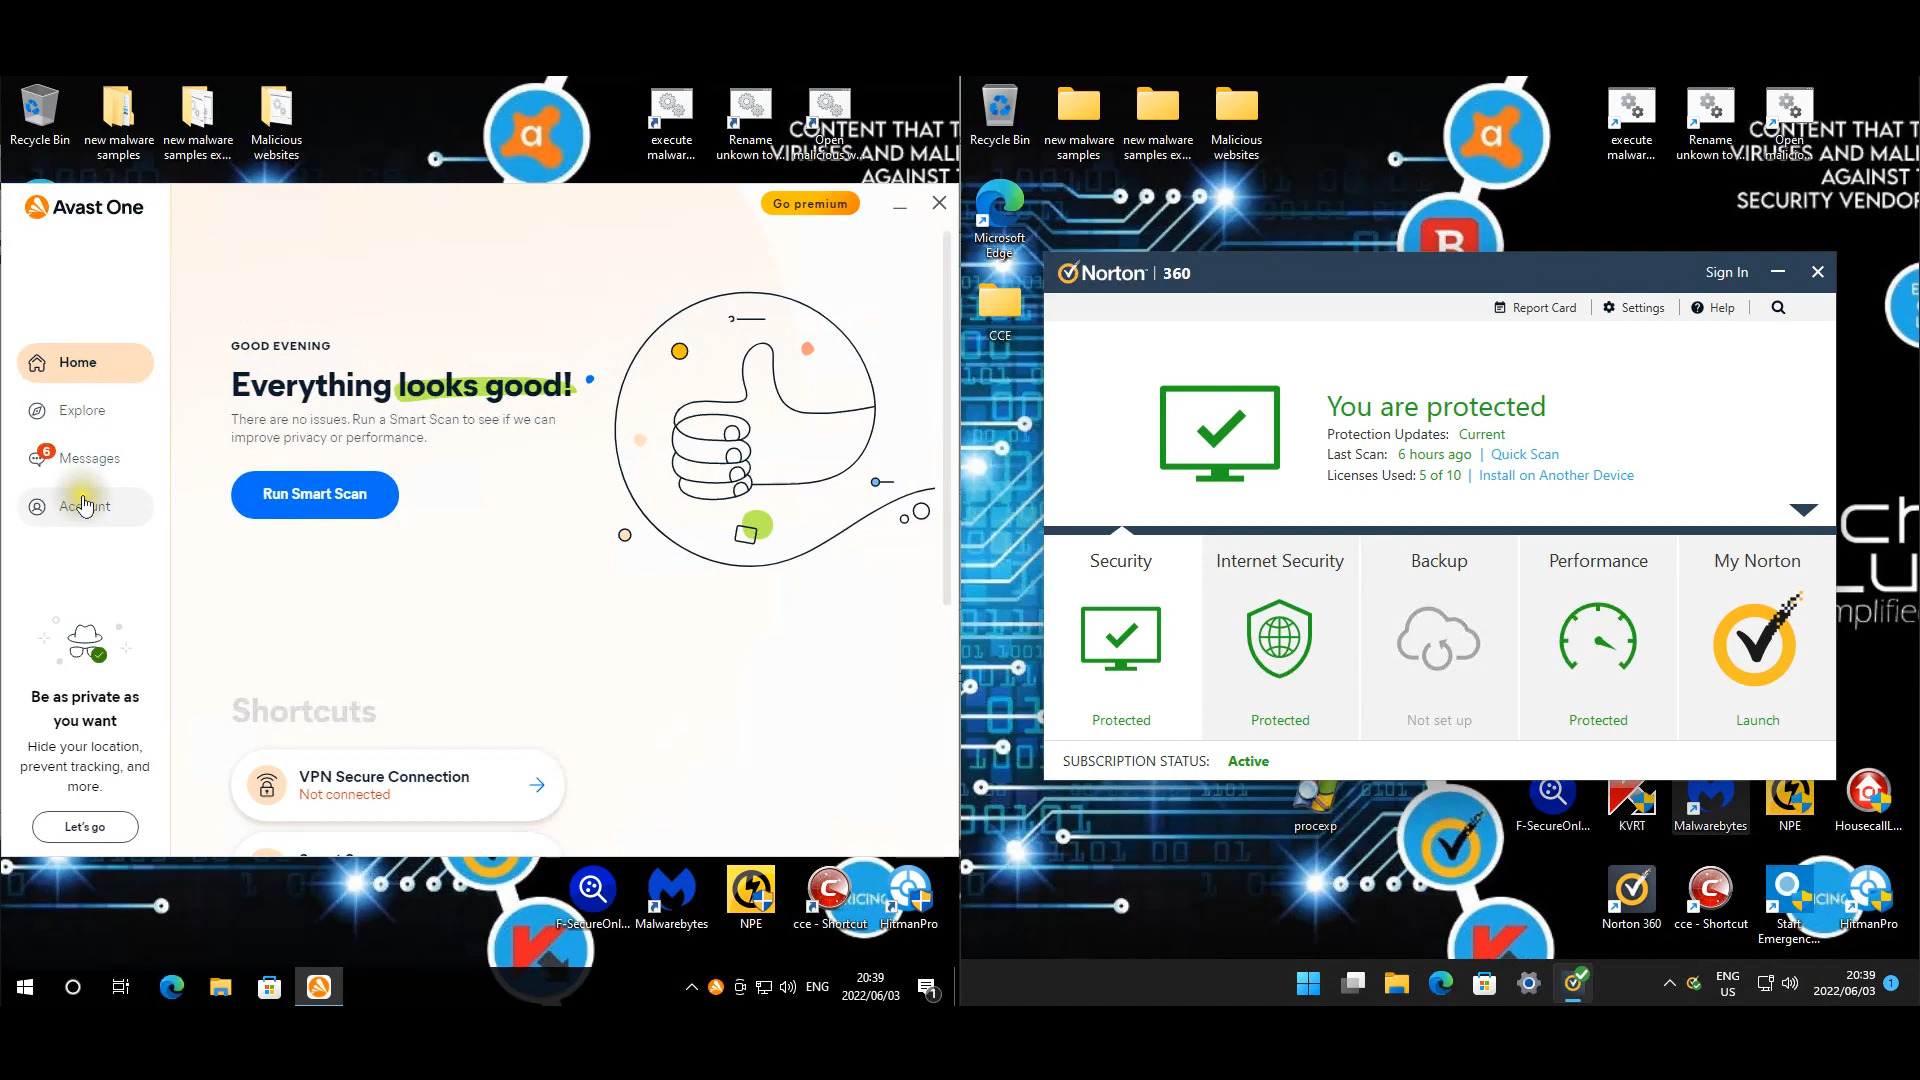 Recycle Bin
new malware
samples
new malware
samples ex...
Malicious
websites
execute
malwar...
Rename
unkown to ...
Open
malicious w...
CONTENT THAT T
VIRUSES AND MALI
AGAINST
Avast One
Go premium
Home
Explore
6
Messages
Account
Be as private as
you want
Hide your location,
prevent tracking, and
more.
Let's go
GOOD EVENING
Everything looks good!
There are no issues. Run a Smart Scan to see if we can
improve privacy or performance.
Run Smart Scan
Shortcuts
VPN Secure Connection
Not connected
F-SecureOnl...
Malwarebytes
NPE
cce - Shortcut
HitmanPro
RICING
ENG
20:39
2022/06/03
1
Recycle Bin
new malware
samples
new malware
samples ex...
Malicious
websites
execute
malwar...
Rename
unkown to ...
Open
malicio...
CONTENT THAT T
VIRUSES AND MALI
AGAINST
SECURITY VENDOR
Microsoft
Edge
CCE
Norton | 360
Sign In
Report Card
Settings
Help
You are protected
Protection Updates: Current
Last Scan: 6 hours ago | Quick Scan
Licenses Used: 5 of 10 | Install on Another Device
Security
Internet Security
Backup
Performance
My Norton
Protected
Protected
Not set up
Protected
Launch
SUBSCRIPTION STATUS: Active
procexp
F-SecureOnl...
KVRT
Malwarebytes
NPE
HousecallL...
Norton 360
cce - Shortcut
Start
Emergenc...
HitmanPro
ENG
US
20:39
2022/06/03
1